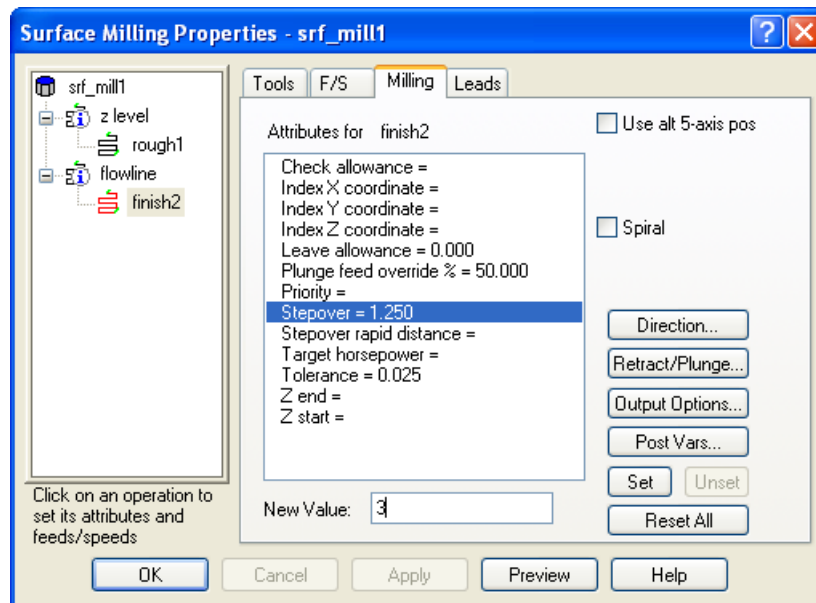 Surface Milling Properties - srf_mill1
srf_mill1
z level
rough1
flowline
finish2
Click on an operation to
set its attributes and
feeds/speeds
Tools F/S Milling Leads
Attributes for finish2
Check allowance =
Index X coordinate =
Index Y coordinate =
Index Z coordinate =
Leave allowance = 0.000
Plunge feed override % = 50.000
Priority =
Stepover = 1.250
Stepover rapid distance =
Target horsepower =
Tolerance = 0.025
Z end =
Z start =
New Value: 3
Use alt 5-axis pos
Spiral
Direction...
Retract/Plunge...
Output Options...
Post Vars...
Set Unset
Reset All
OK Cancel Apply Preview Help